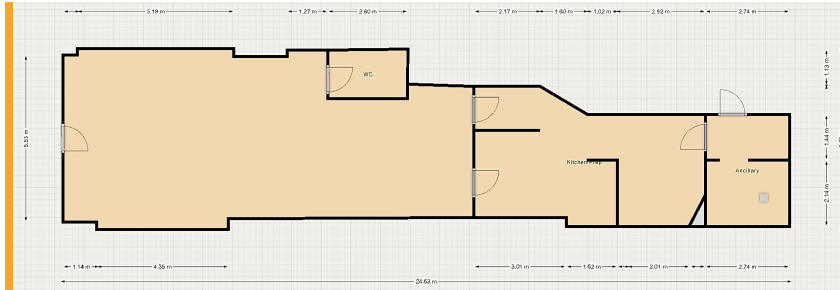 5.19 m
1.27 m
2.60 m
2.17 m
1.60 m
1.02 m
2.92 m
2.74 m
WC
1.13 m
5.53 m
1.44 m
Kitchen Prep
Ancillary
2.14 m
1.14 m
4.35 m
3.01 m
1.52 m
2.01 m
2.74 m
24.63 m